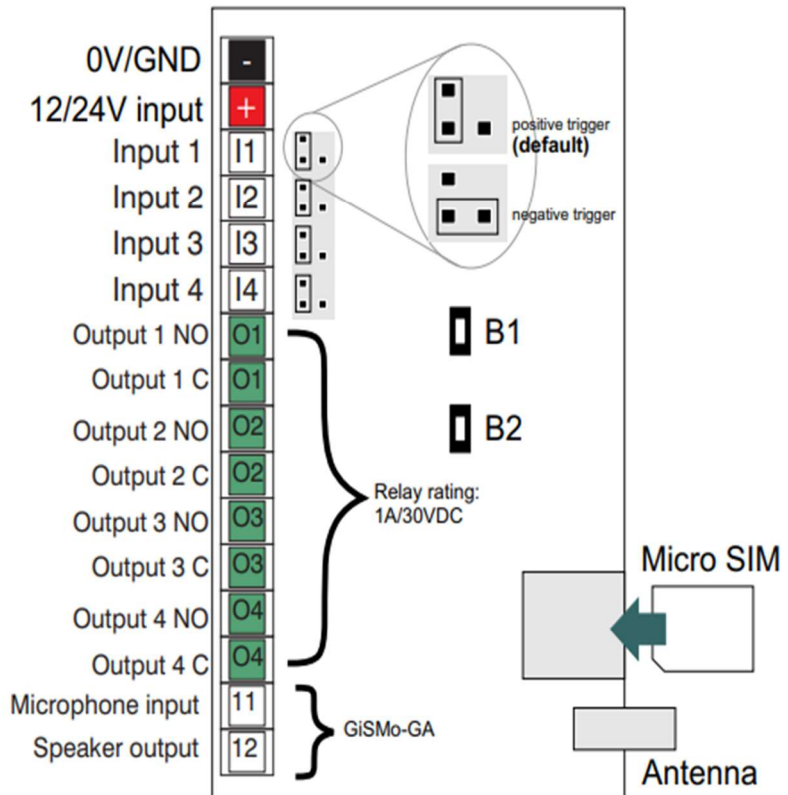 0V/GND -
12/24V input +
Input 1 I1
Input 2 I2
Input 3 I3
Input 4 I4
Output 1 NO O1
Output 1 C O1
Output 2 NO O2
Output 2 C O2
Output 3 NO O3
Output 3 C O3
Output 4 NO O4
Output 4 C O4
Microphone input 11
Speaker output 12
positive trigger
(default)
negative trigger
B1
B2
Relay rating:
1A/30VDC
GiSMo-GA
Micro SIM
Antenna